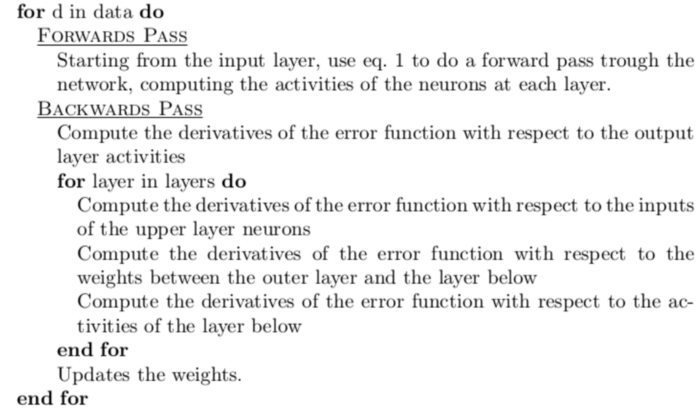 for d in data do
Forwards Pass
Starting from the input layer, use eq. 1 to do a forward pass trough the
network, computing the activities of the neurons at each layer.
Backwards Pass
Compute the derivatives of the error function with respect to the output
layer activities
for layer in layers do
Compute the derivatives of the error function with respect to the inputs
of the upper layer neurons
Compute the derivatives of the error function with respect to the
weights between the outer layer and the layer below
Compute the derivatives of the error function with respect to the ac-
tivities of the layer below
end for
Updates the weights.
end for